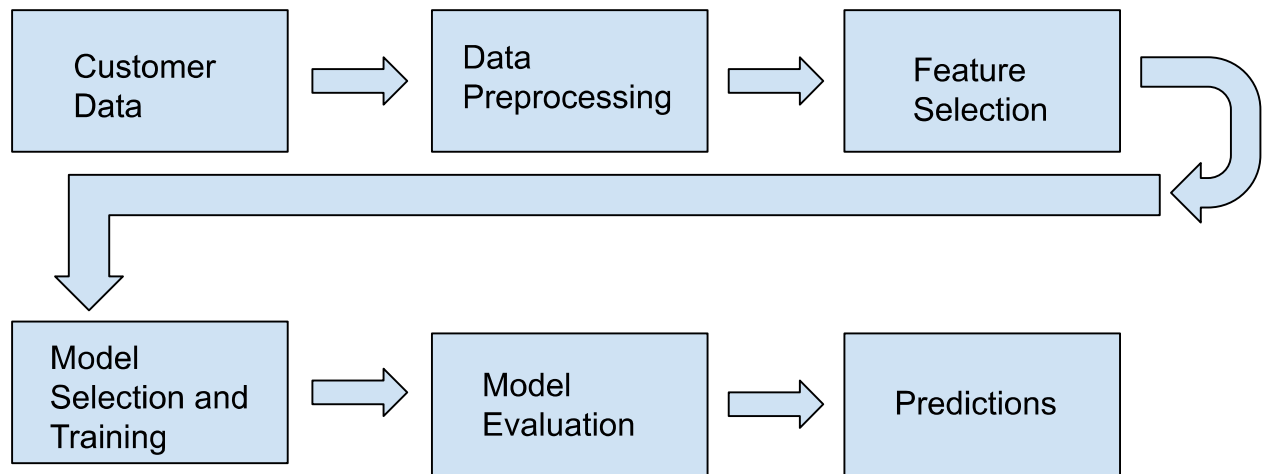 Customer
Data
Data
Preprocessing
Feature
Selection
Model
Selection and
Training
Model
Evaluation
Predictions